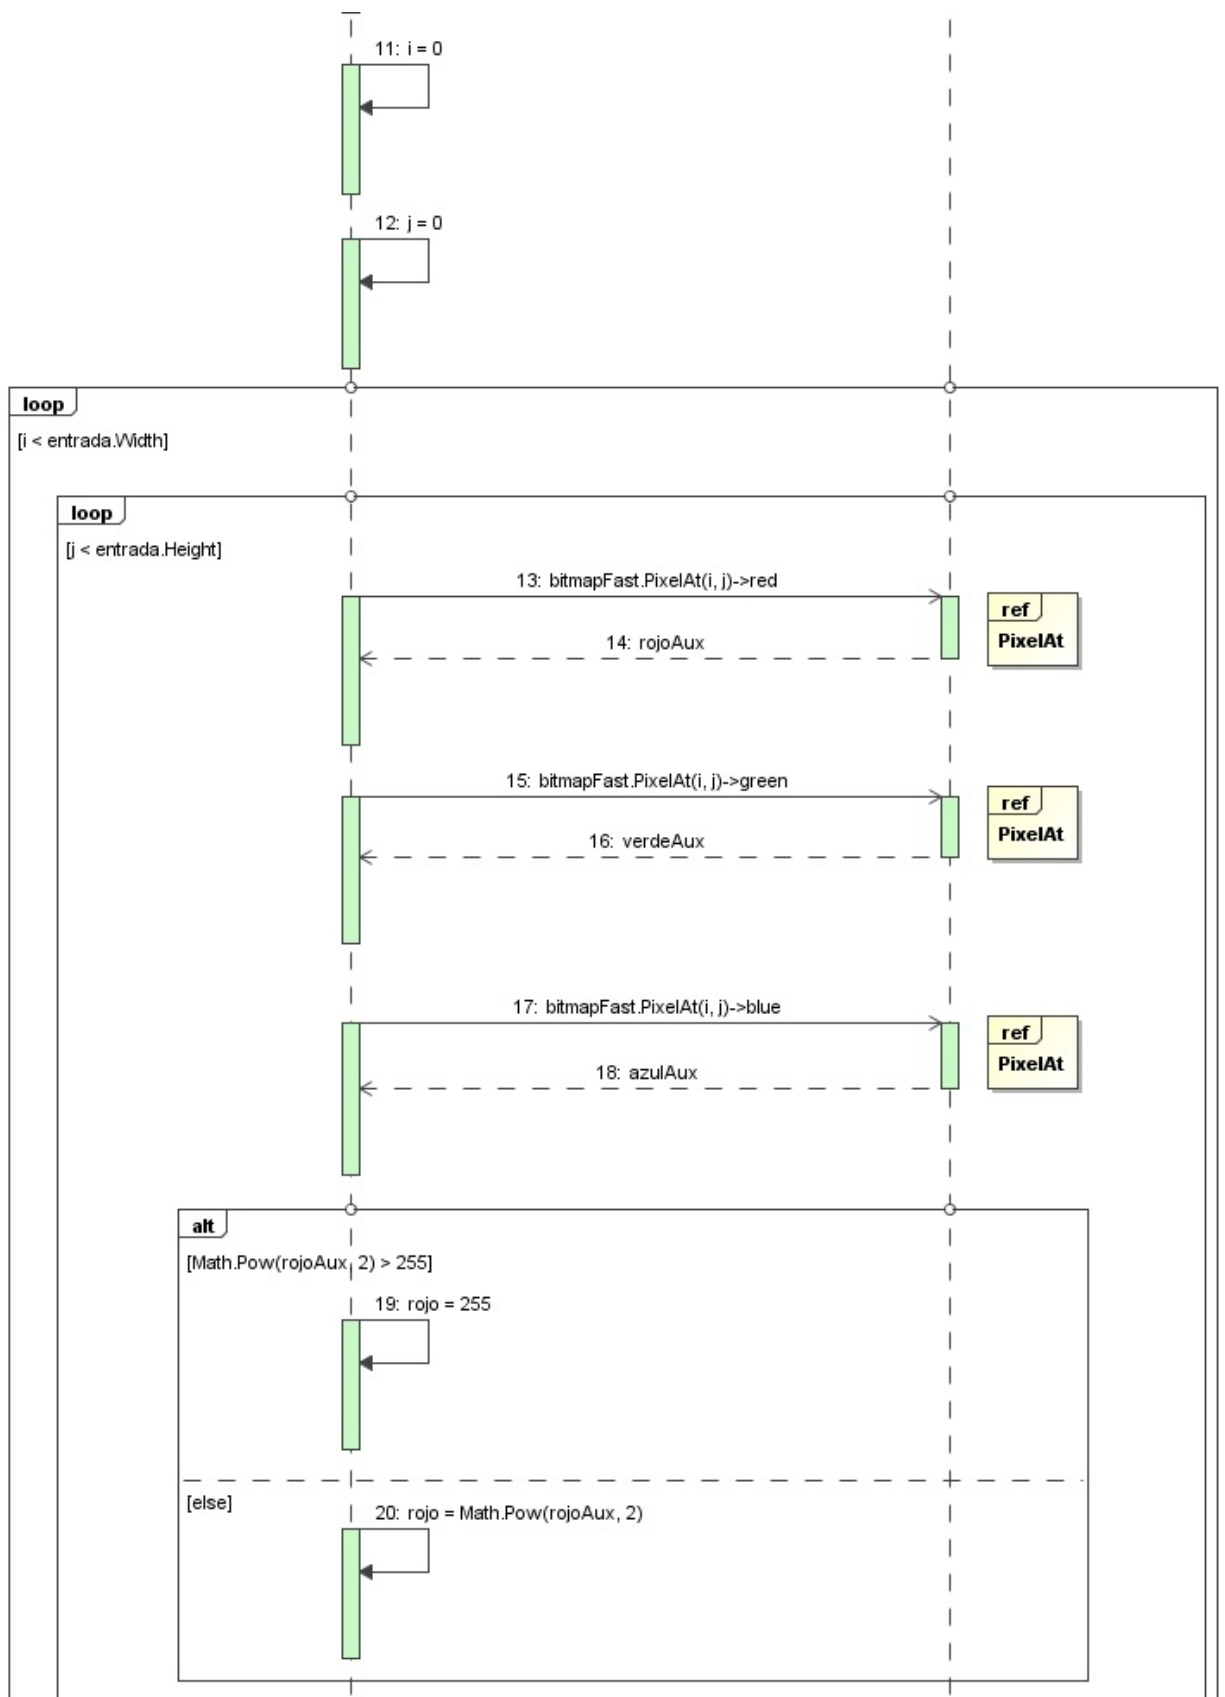 11: i = 0
12: j = 0
loop
[i < entrada.Width]
loop
[j < entrada.Height]
13: bitmapFast.PixelAt(i, j)->red
ref
PixelAt
14: rojoAux
15: bitmapFast.PixelAt(i, j)->green
ref
PixelAt
16: verdeAux
17: bitmapFast.PixelAt(i, j)->blue
ref
PixelAt
18: azulAux
alt
[Math.Pow(rojoAux, 2) > 255]
19: rojo = 255
[else]
20: rojo = Math.Pow(rojoAux, 2)